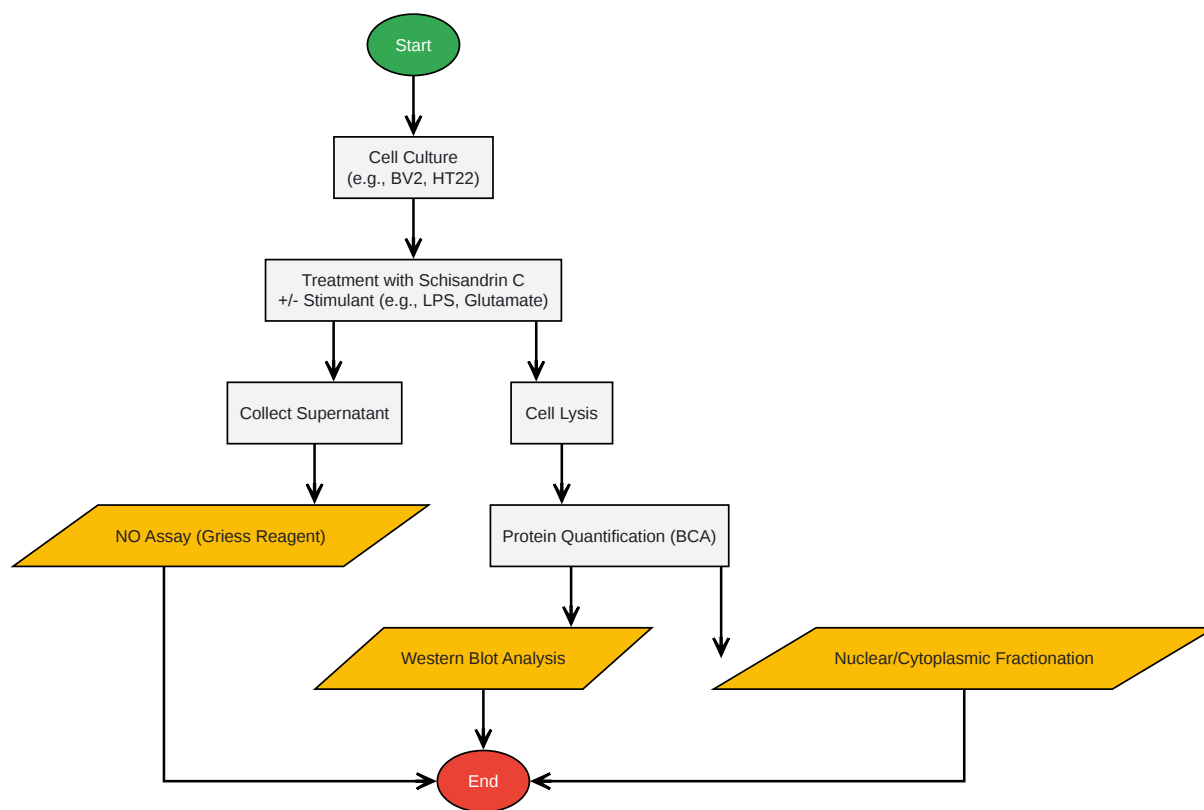 Start
Cell Culture
(e.g., BV2, HT22)
Treatment with Schisandrin C
+/- Stimulant (e.g., LPS, Glutamate)
Collect Supernatant
Cell Lysis
NO Assay (Griess Reagent)
Protein Quantification (BCA)
Western Blot Analysis
Nuclear/Cytoplasmic Fractionation
End